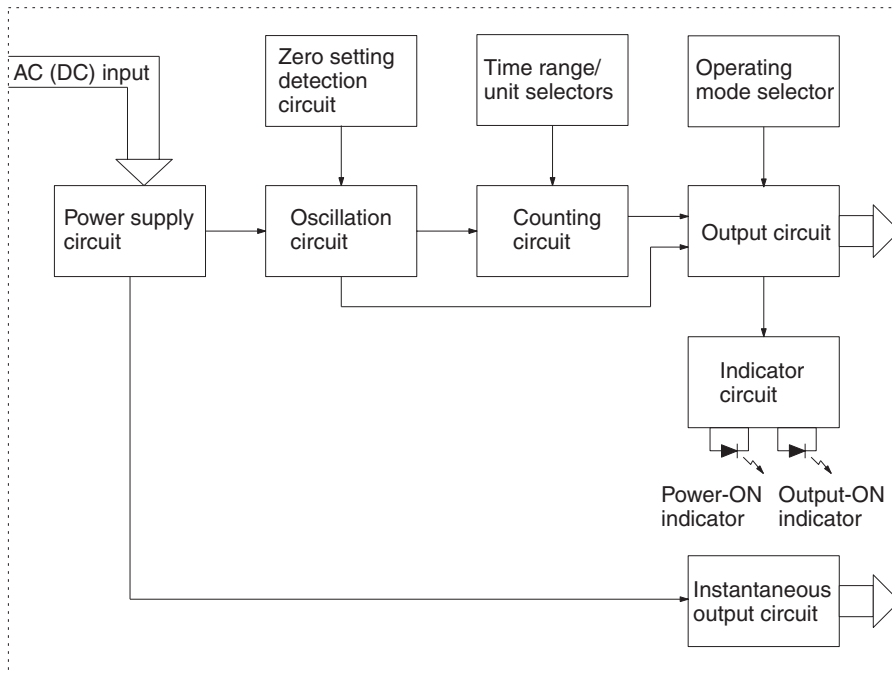 AC (DC) input
Zero setting
detection
circuit
Time range/
unit selectors
Operating
mode selector
Power supply
circuit
Oscillation
circuit
Counting
circuit
Output circuit
Indicator
circuit
Power-ON
indicator
Output-ON
indicator
Instantaneous
output circuit